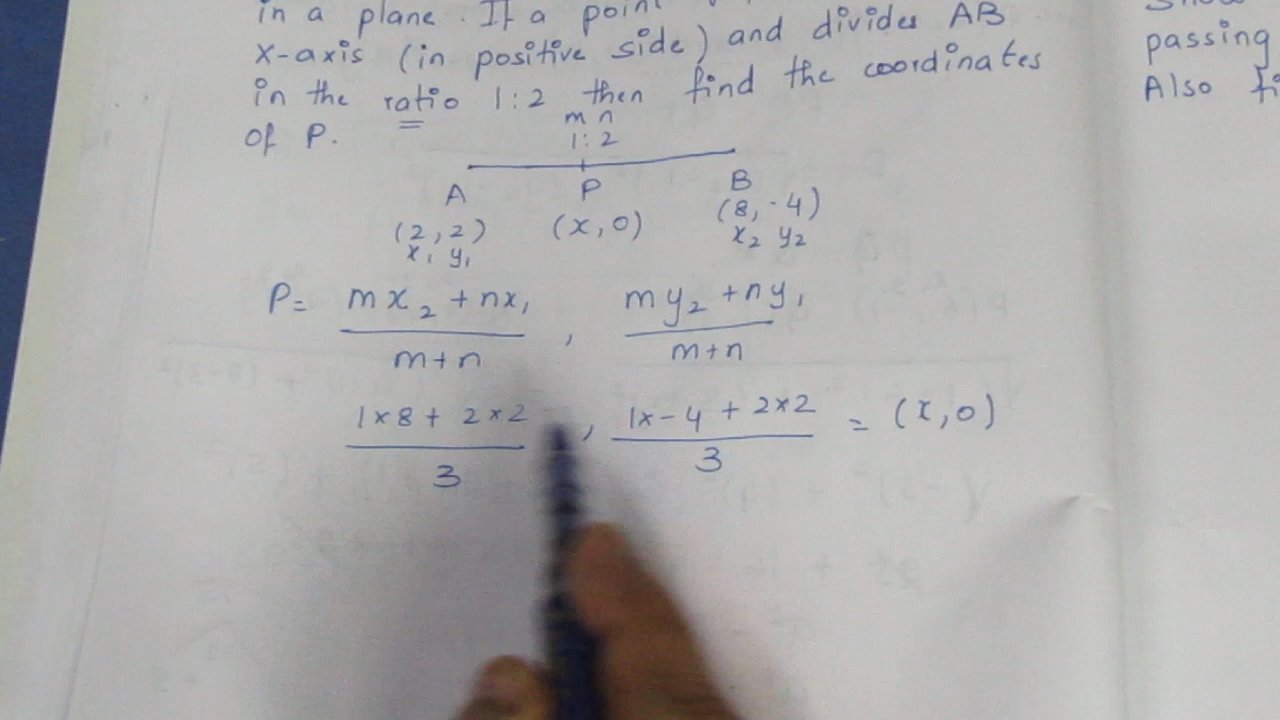 in a plane. If a point
x-axis (in positive side) and divides AB
in the ratio 1:2 then find the coordinates
of P.
m n
1:2
A P B
(2,2) (x,0) (8,-4)
x₁ y₁ x₂ y₂
P= mx₂+nx₁/m+n , my₂+ny₁/m+n
1×8+ 2×2/3 , 1×-4+2×2/3 = (x,0)
passing
Also